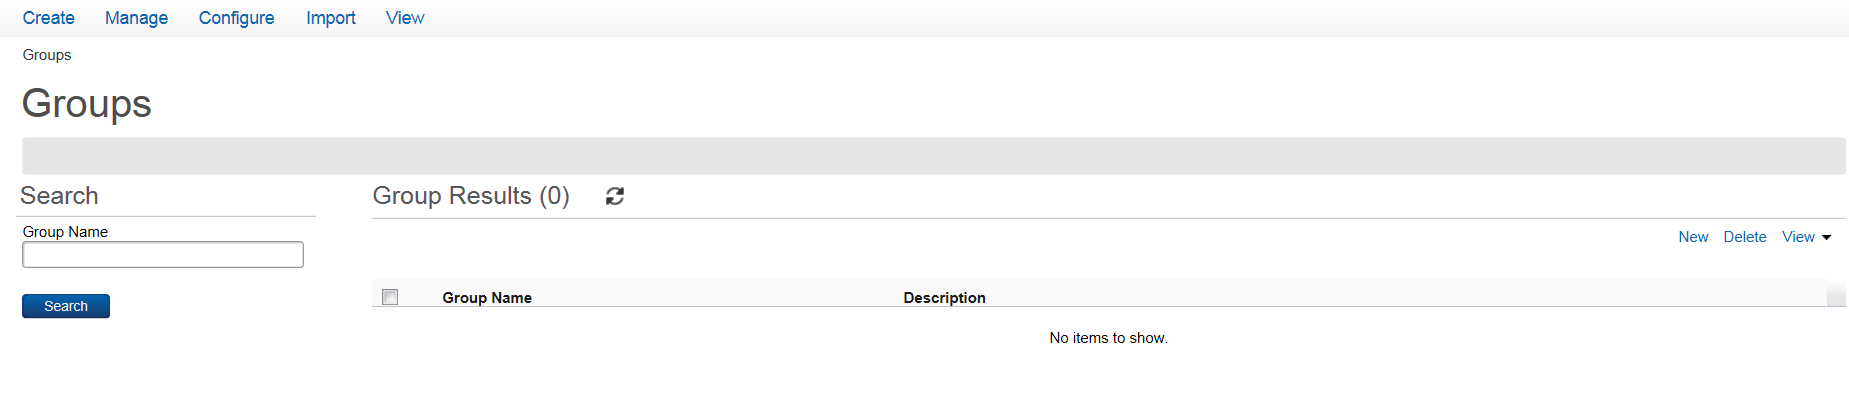 Create Manage Configure Import View
Groups
Groups
Search
Group Name
Search
Group Results (0)
New Delete View
Group Name Description
No items to show.